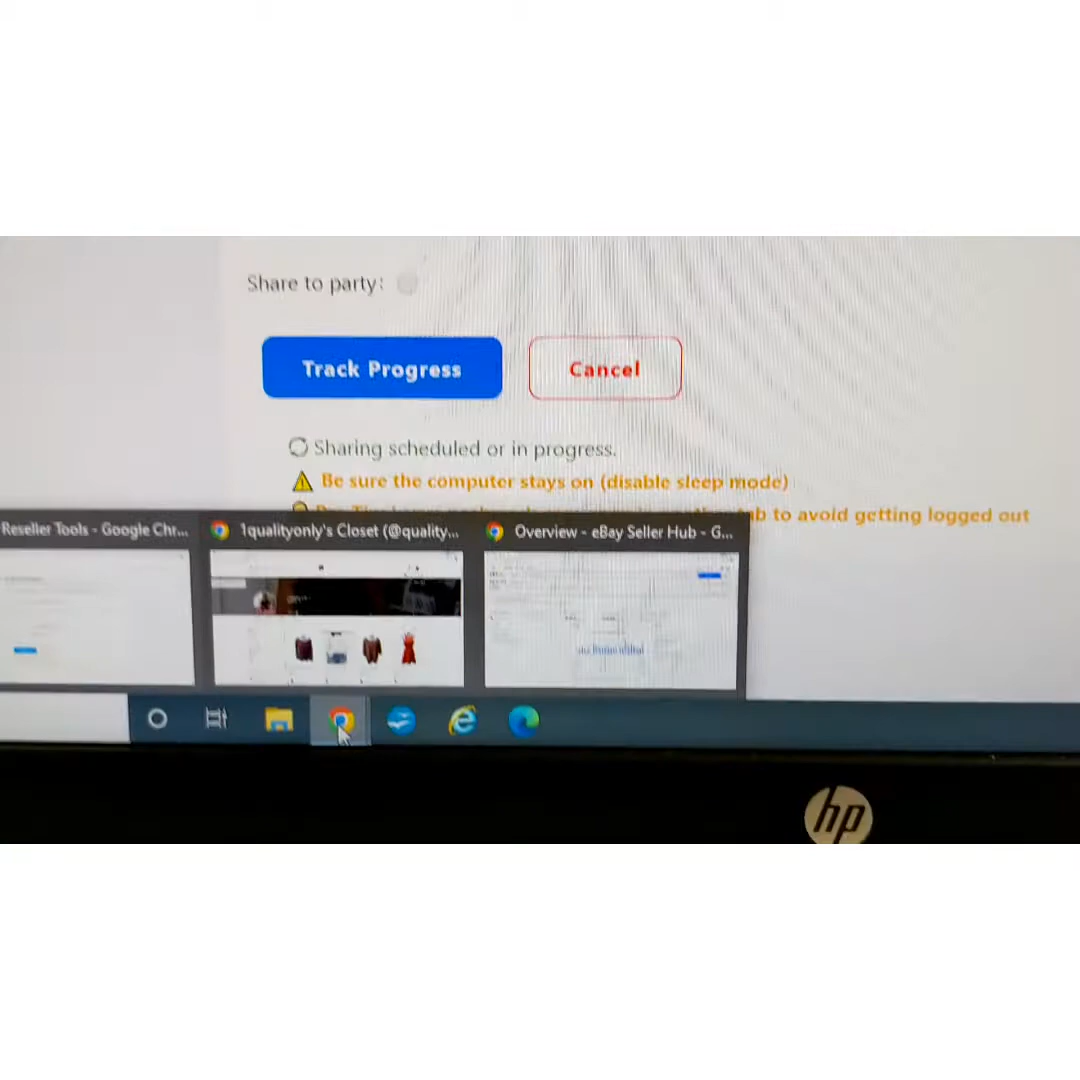 Share to party:
Track Progress Cancel
Sharing scheduled or in progress.
Be sure the computer stays on (disable sleep mode)
to avoid getting logged out
Reseller Tools - Google Chr... 1qualityonly's Closet (@quality... Overview - eBay Seller Hub - G...
hp